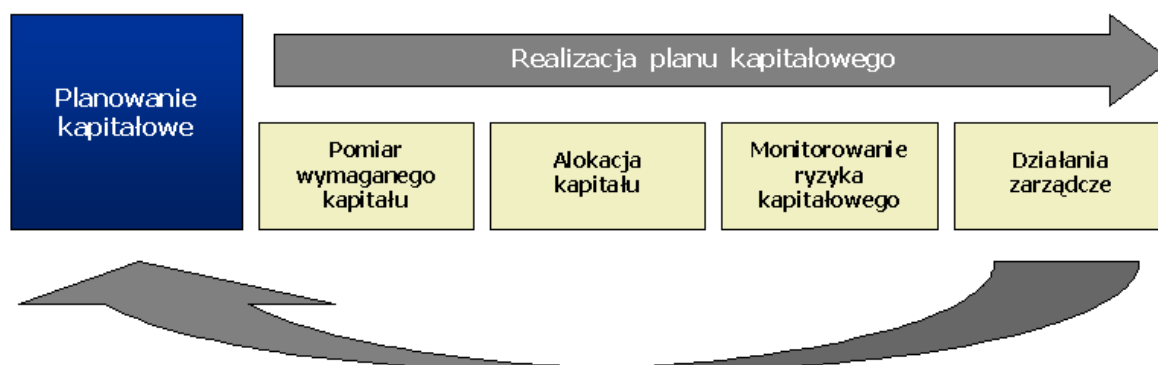 Planowanie
kapitałowe
Realizacja planu kapitałowego
Pomiar
wymaganego
kapitału
Alokacja
kapitału
Monitorowanie
ryzyka
kapitałowego
Działania
zarządcze